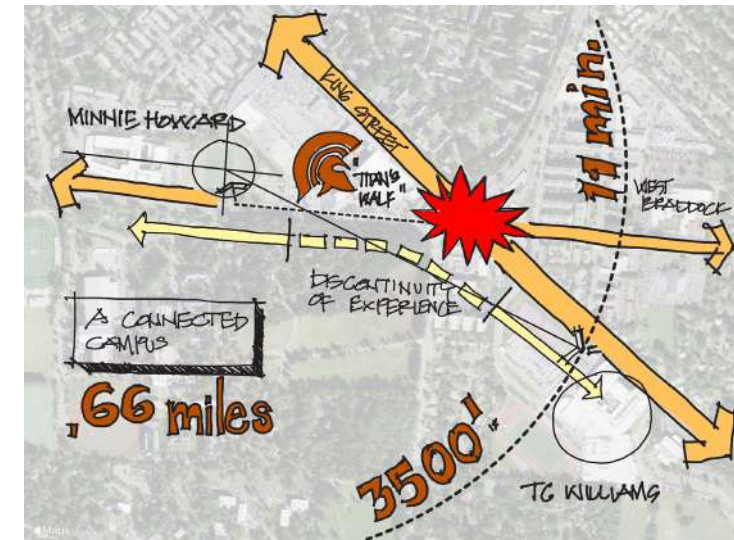 KING STREET
11 min.
MINNIE HOWARD
"TITAN'S
WALK"
WEST
BRADDOCK
DISCONTINUITY
OF EXPERIENCE
A CONNECTED
CAMPUS
.66 miles
3500'
TC WILLIAMS
Maps